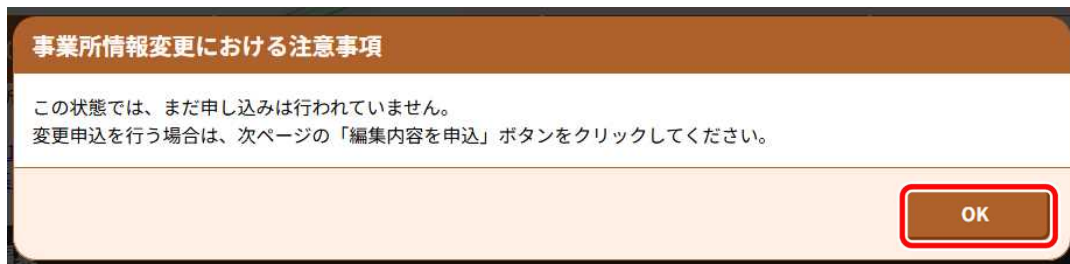 事業所情報変更における注意事項
この状態では、まだ申し込みは行われていません。
変更申込を行う場合は、次ページの「編集内容を申込」ボタンをクリックしてください。
OK